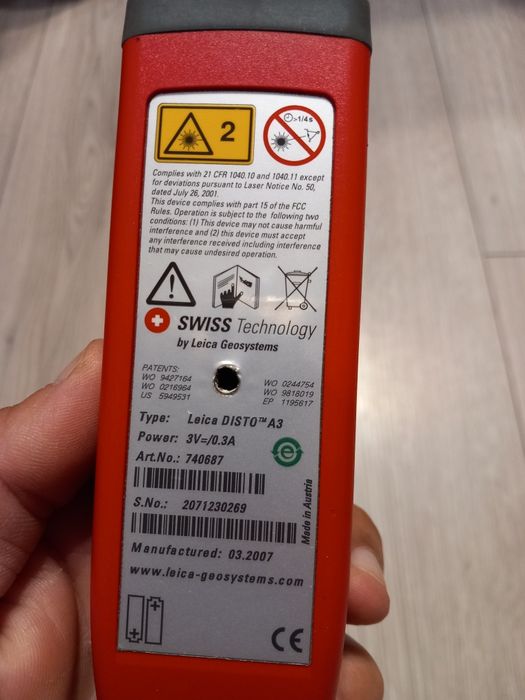 2
>1/4 s
Complies with 21 CFR 1040.10 and 1040.11 except
for deviations pursuant to Laser Notice No. 50,
dated July 26, 2001.
This device complies with part 15 of the FCC
Rules. Operation is subject to the following two
conditions: (1) This device may not cause harmful
interference and (2) this device must accept
any interference received including interference
that may cause undesired operation.
SWISS Technology
by Leica Geosystems
PATENTS:
WO 9427164
WO 0216964
US 5949531
WO 0244754
WO 9818019
EP 1195617
Type: Leica DISTO™ A3
Power: 3V=/0.3A
Art.No.: 740687
S.No.: 2071230269
Made in Austria
Manufactured: 03.2007
www.leica-geosystems.com
CE